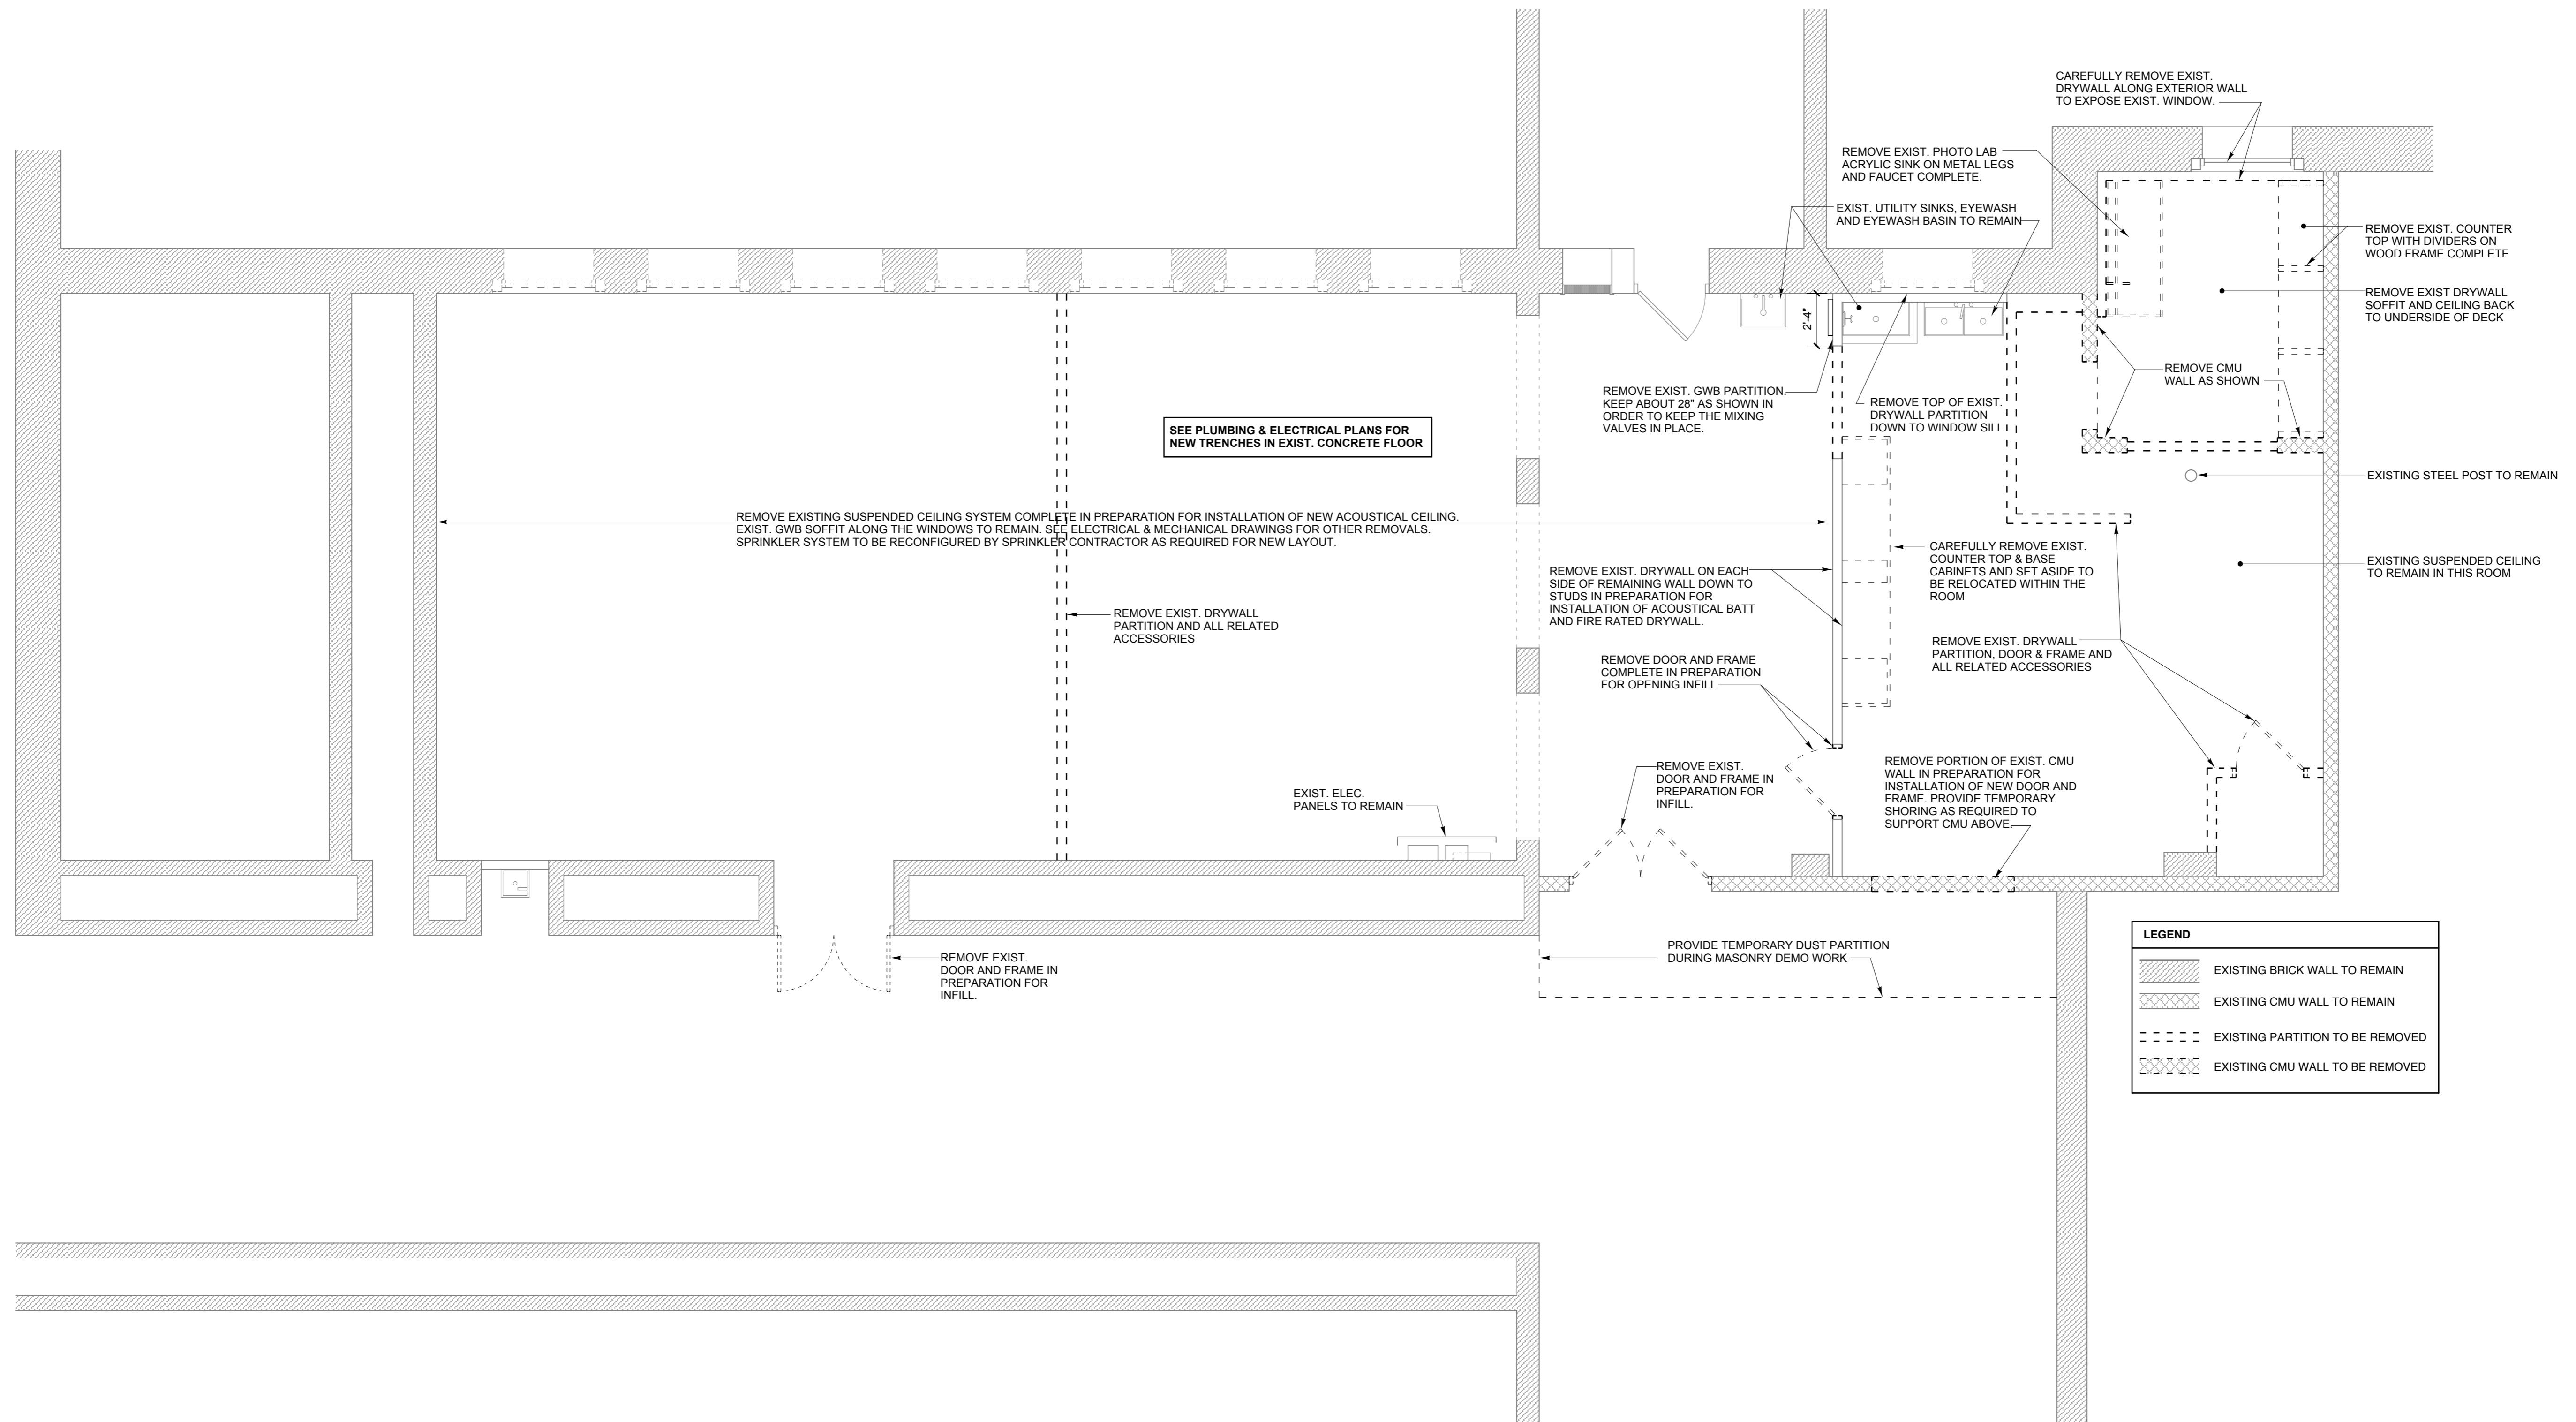 CAREFULLY REMOVE EXIST.
DRYWALL ALONG EXTERIOR WALL
TO EXPOSE EXIST. WINDOW.
REMOVE EXIST. PHOTO LAB
ACRYLIC SINK ON METAL LEGS
AND FAUCET COMPLETE.
EXIST. UTILITY SINKS, EYEWASH
AND EYEWASH BASIN TO REMAIN
REMOVE EXIST. COUNTER
TOP WITH DIVIDERS ON
WOOD FRAME COMPLETE
REMOVE EXIST DRYWALL
SOFFIT AND CEILING BACK
TO UNDERSIDE OF DECK
2'-4"
REMOVE CMU
WALL AS SHOWN
REMOVE EXIST. GWB PARTITION.
KEEP ABOUT 28" AS SHOWN IN
ORDER TO KEEP THE MIXING
VALVES IN PLACE.
REMOVE TOP OF EXIST.
DRYWALL PARTITION
DOWN TO WINDOW SILL
SEE PLUMBING & ELECTRICAL PLANS FOR
NEW TRENCHES IN EXIST. CONCRETE FLOOR
EXISTING STEEL POST TO REMAIN
REMOVE EXISTING SUSPENDED CEILING SYSTEM COMPLETE IN PREPARATION FOR INSTALLATION OF NEW ACOUSTICAL CEILING.
EXIST. GWB SOFFIT ALONG THE WINDOWS TO REMAIN. SEE ELECTRICAL & MECHANICAL DRAWINGS FOR OTHER REMOVALS.
SPRINKLER SYSTEM TO BE RECONFIGURED BY SPRINKLER CONTRACTOR AS REQUIRED FOR NEW LAYOUT.
CAREFULLY REMOVE EXIST.
COUNTER TOP & BASE
CABINETS AND SET ASIDE TO
BE RELOCATED WITHIN THE
ROOM
EXISTING SUSPENDED CEILING
TO REMAIN IN THIS ROOM
REMOVE EXIST. DRYWALL ON EACH
SIDE OF REMAINING WALL DOWN TO
STUDS IN PREPARATION FOR
INSTALLATION OF ACOUSTICAL BATT
AND FIRE RATED DRYWALL.
REMOVE EXIST. DRYWALL
PARTITION AND ALL RELATED
ACCESSORIES
REMOVE EXIST. DRYWALL
PARTITION, DOOR & FRAME AND
ALL RELATED ACCESSORIES
REMOVE DOOR AND FRAME
COMPLETE IN PREPARATION
FOR OPENING INFILL
REMOVE PORTION OF EXIST. CMU
WALL IN PREPARATION FOR
INSTALLATION OF NEW DOOR AND
FRAME. PROVIDE TEMPORARY
SHORING AS REQUIRED TO
SUPPORT CMU ABOVE.
REMOVE EXIST.
DOOR AND FRAME IN
PREPARATION FOR
INFILL.
EXIST. ELEC.
PANELS TO REMAIN
PROVIDE TEMPORARY DUST PARTITION
DURING MASONRY DEMO WORK
REMOVE EXIST.
DOOR AND FRAME IN
PREPARATION FOR
INFILL.
LEGEND
EXISTING BRICK WALL TO REMAIN
EXISTING CMU WALL TO REMAIN
EXISTING PARTITION TO BE REMOVED
EXISTING CMU WALL TO BE REMOVED